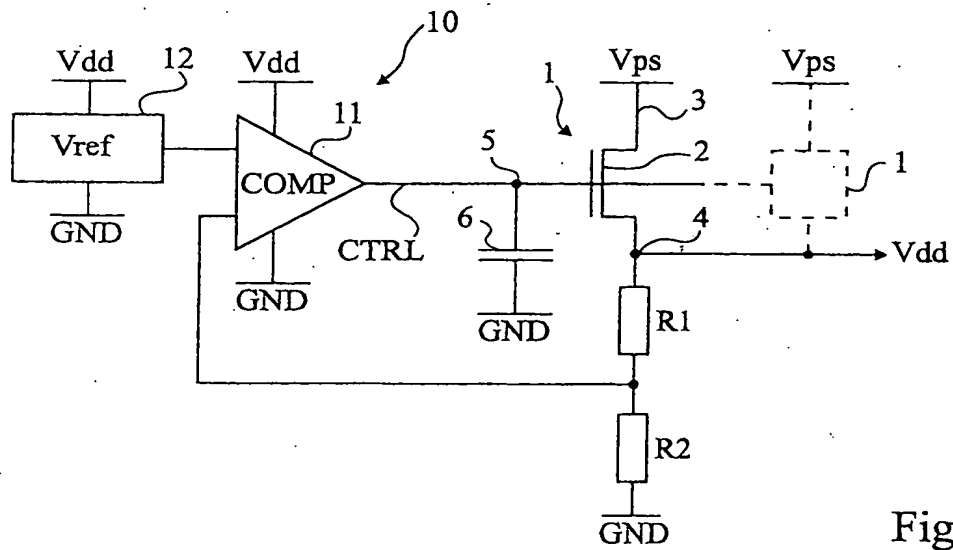 10
Vdd
12
Vdd
Vps
Vps
1
11
3
Vref
5
2
COMP
1
6
4
GND
CTRL
Vdd
GND
GND
R1
R2
GND
Fig